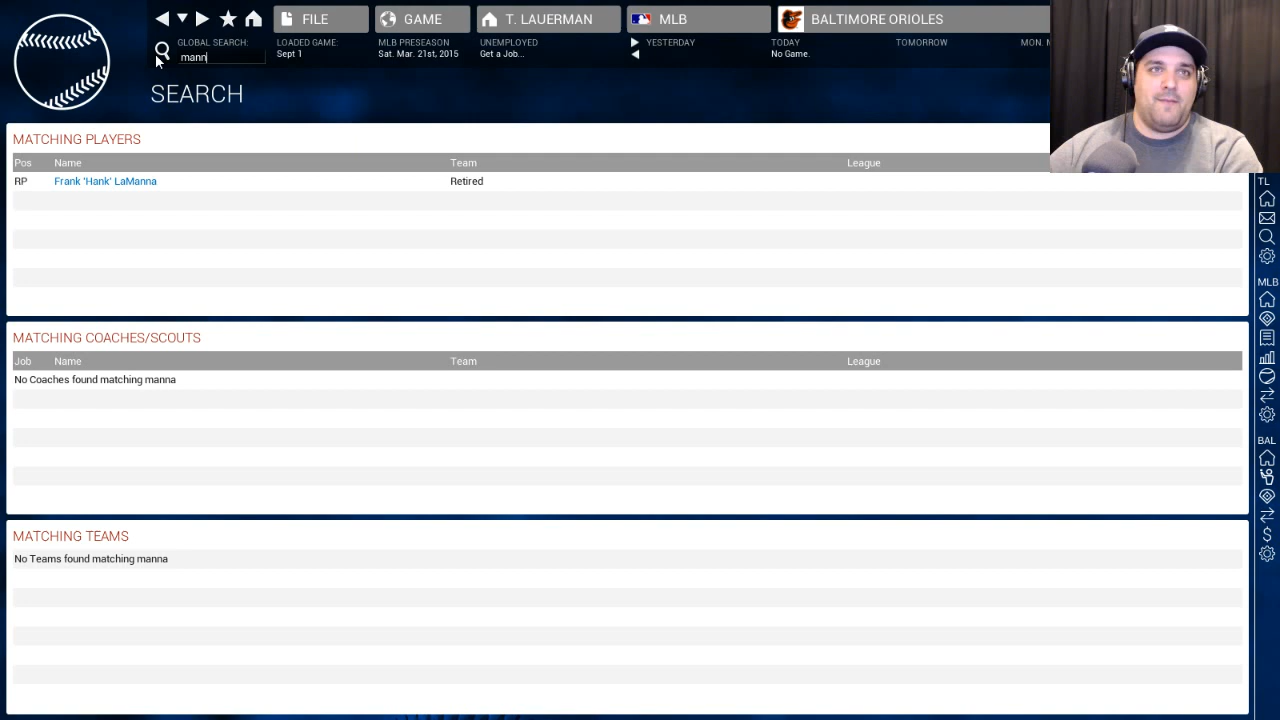 FILE
GAME
T. LAUERMAN
MLB
BALTIMORE ORIOLES
GLOBAL SEARCH:
LOADED GAME:
MLB PRESEASON
UNEMPLOYED
YESTERDAY
TODAY
TOMORROW
MON. M
mann
Sept 1
Sat. Mar. 21st, 2015
Get a Job...
No Game.
SEARCH
MATCHING PLAYERS
Pos Name Team League
RP Frank 'Hank' LaManna Retired
MATCHING COACHES/SCOUTS
Job Name Team League
No Coaches found matching manna
MATCHING TEAMS
No Teams found matching manna
TL
MLB
BAL